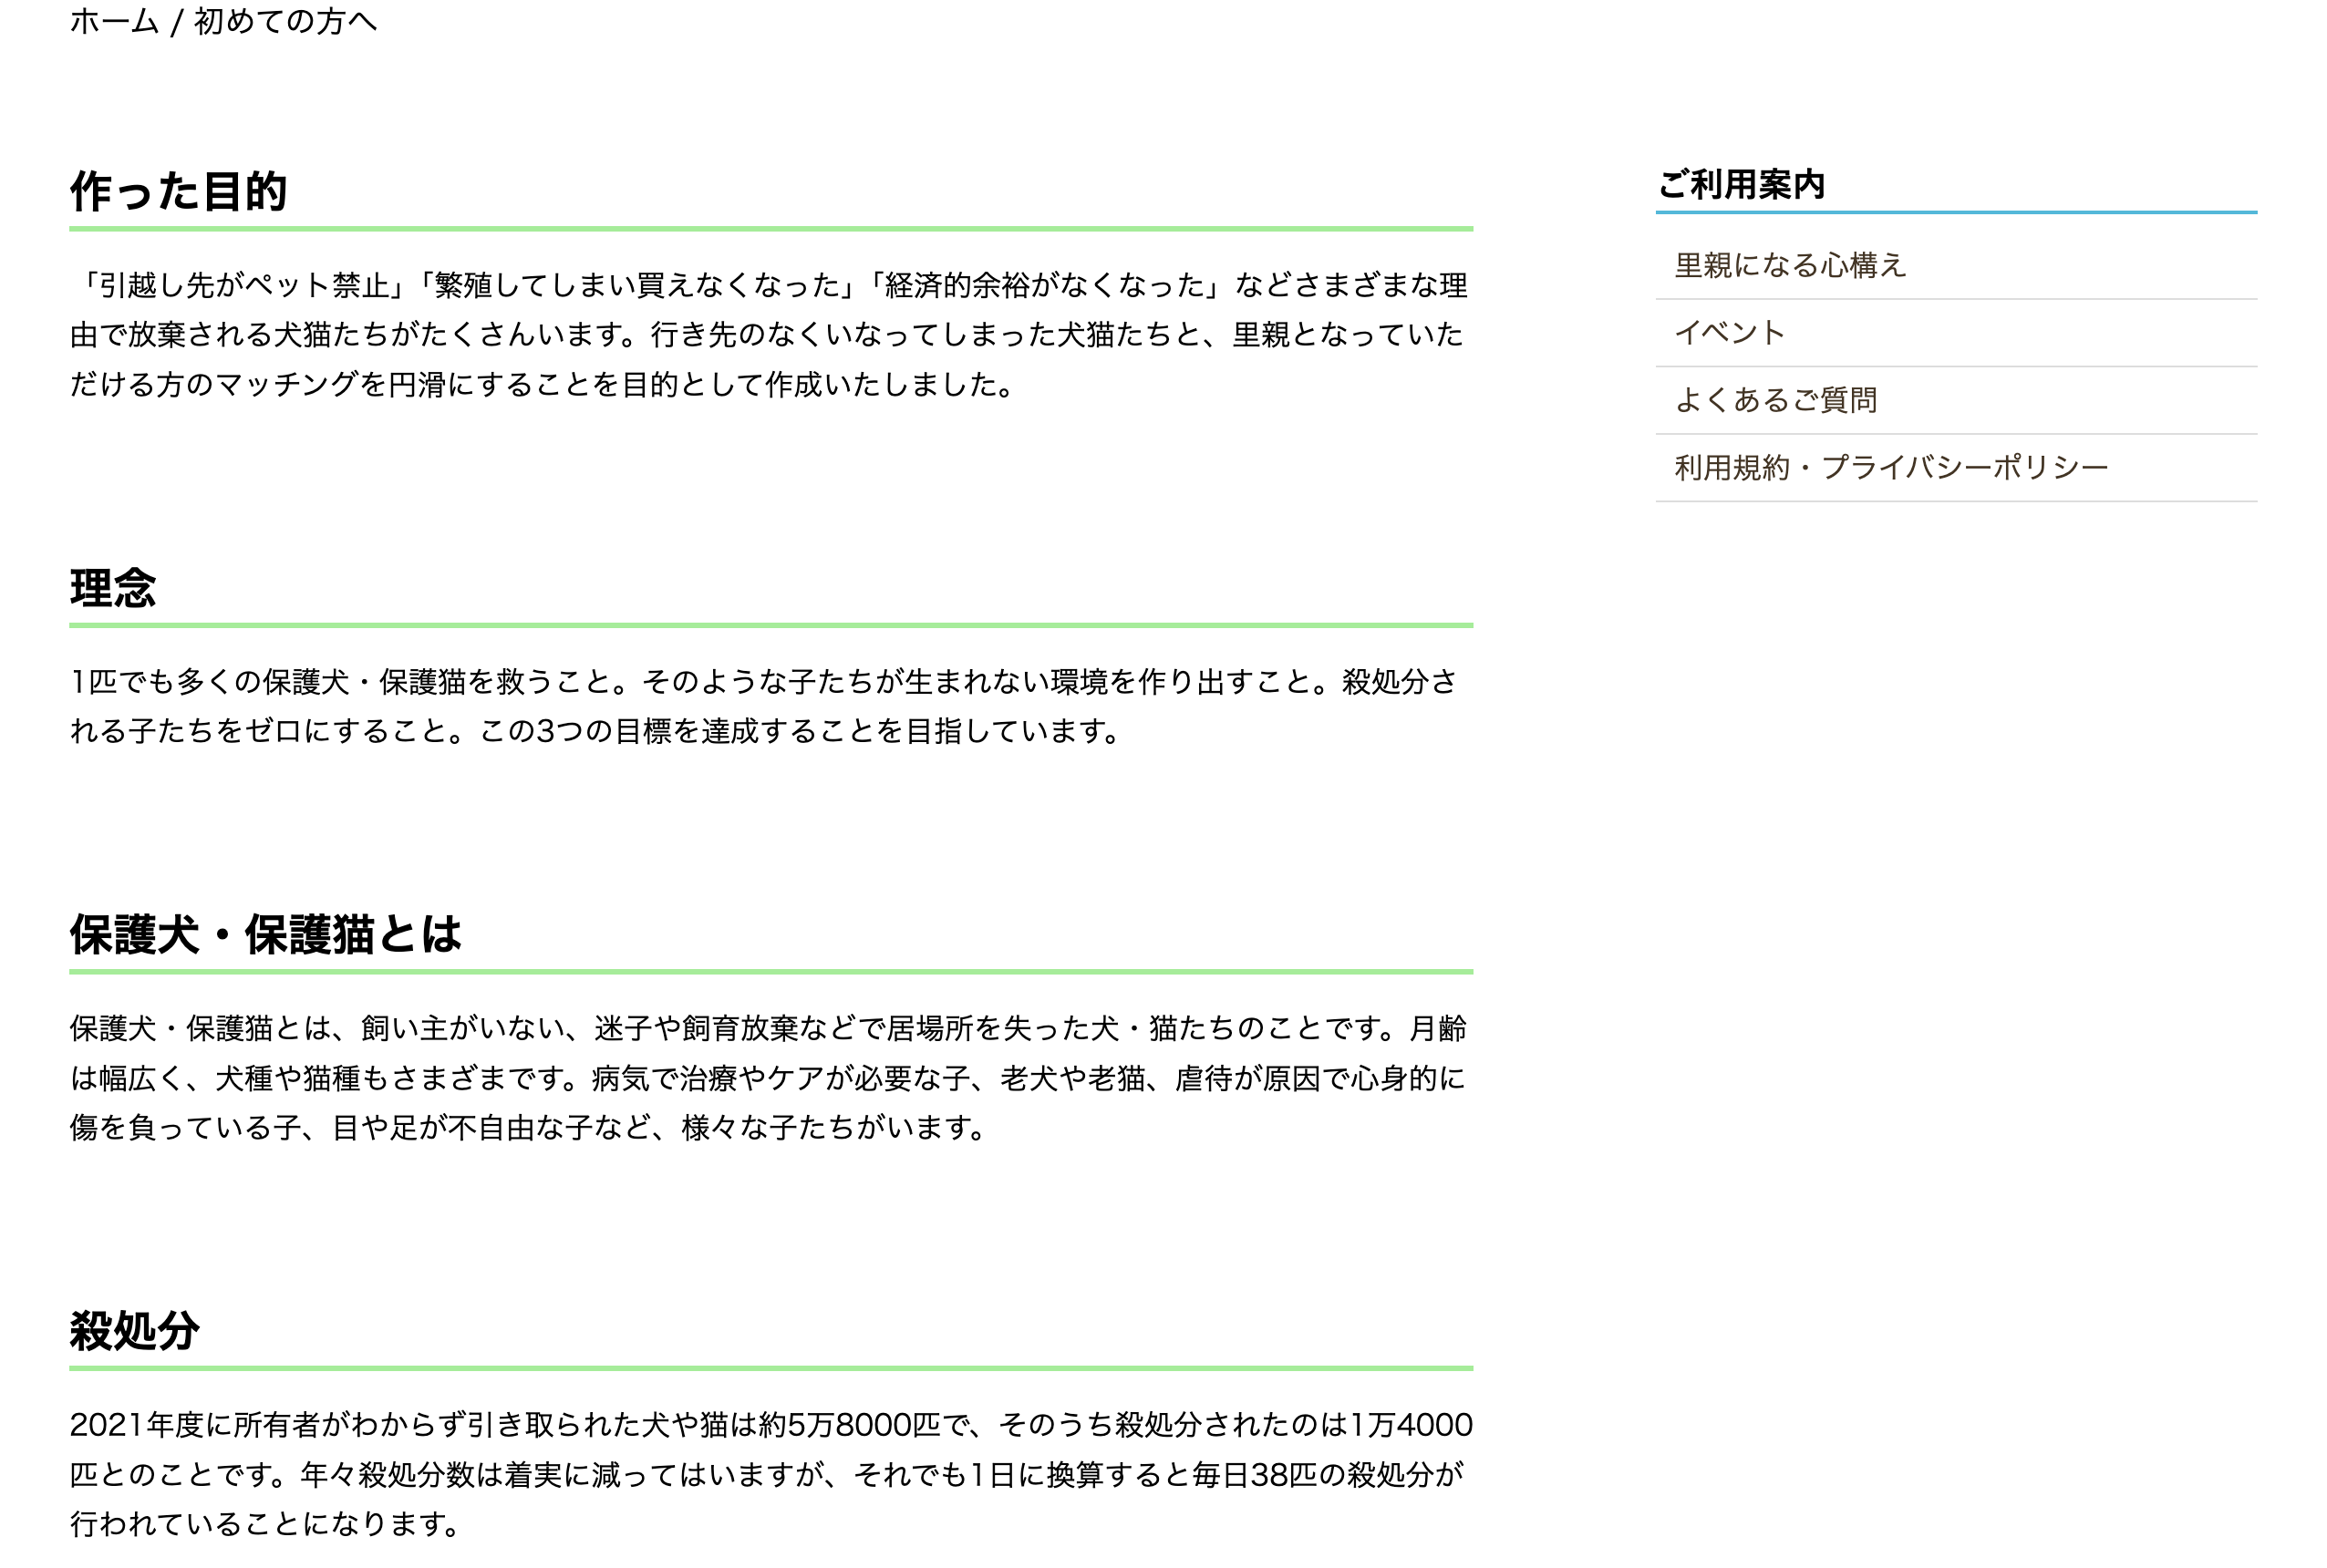 ホーム / 初めての方へ
作った目的
「引越し先がペット禁止」「繁殖してしまい買えなくなった」「経済的余裕がなくなった」などさまざまな理
由で放棄される犬猫たちがたくさんいます。行き先のなくいなってしまった犬猫たちと、里親となっていた
だける方のマッチングを円滑にすることを目的として作成いたしました。
理念
1匹でも多くの保護犬・保護猫を救うこと。そのような子たちが生まれない環境を作り出すこと。殺処分さ
れる子たちをゼロにすること。この3つの目標を達成することを目指しています。
保護犬・保護猫とは
保護犬・保護猫とは、飼い主がいない、迷子や飼育放棄などで居場所を失った犬・猫たちのことです。月齢
は幅広く、犬種や猫種もさまざまです。病気で治療やケアが必要な子、老犬や老猫、虐待が原因で心身的に
傷を負っている子、目や足が不自由な子など、様々な子たちがいます。
殺処分
2021年度に所有者がわからず引き取られた犬や猫は約5万8000匹で、そのうち殺処分されたのは1万4000
匹とのことです。年々殺処分数は着実に減ってはいますが、それでも1日に換算すると毎日38匹の殺処分が
行われていることになります。
ご利用案内
里親になる心構え
イベント
よくあるご質問
利用規約・プライバシーポリシー